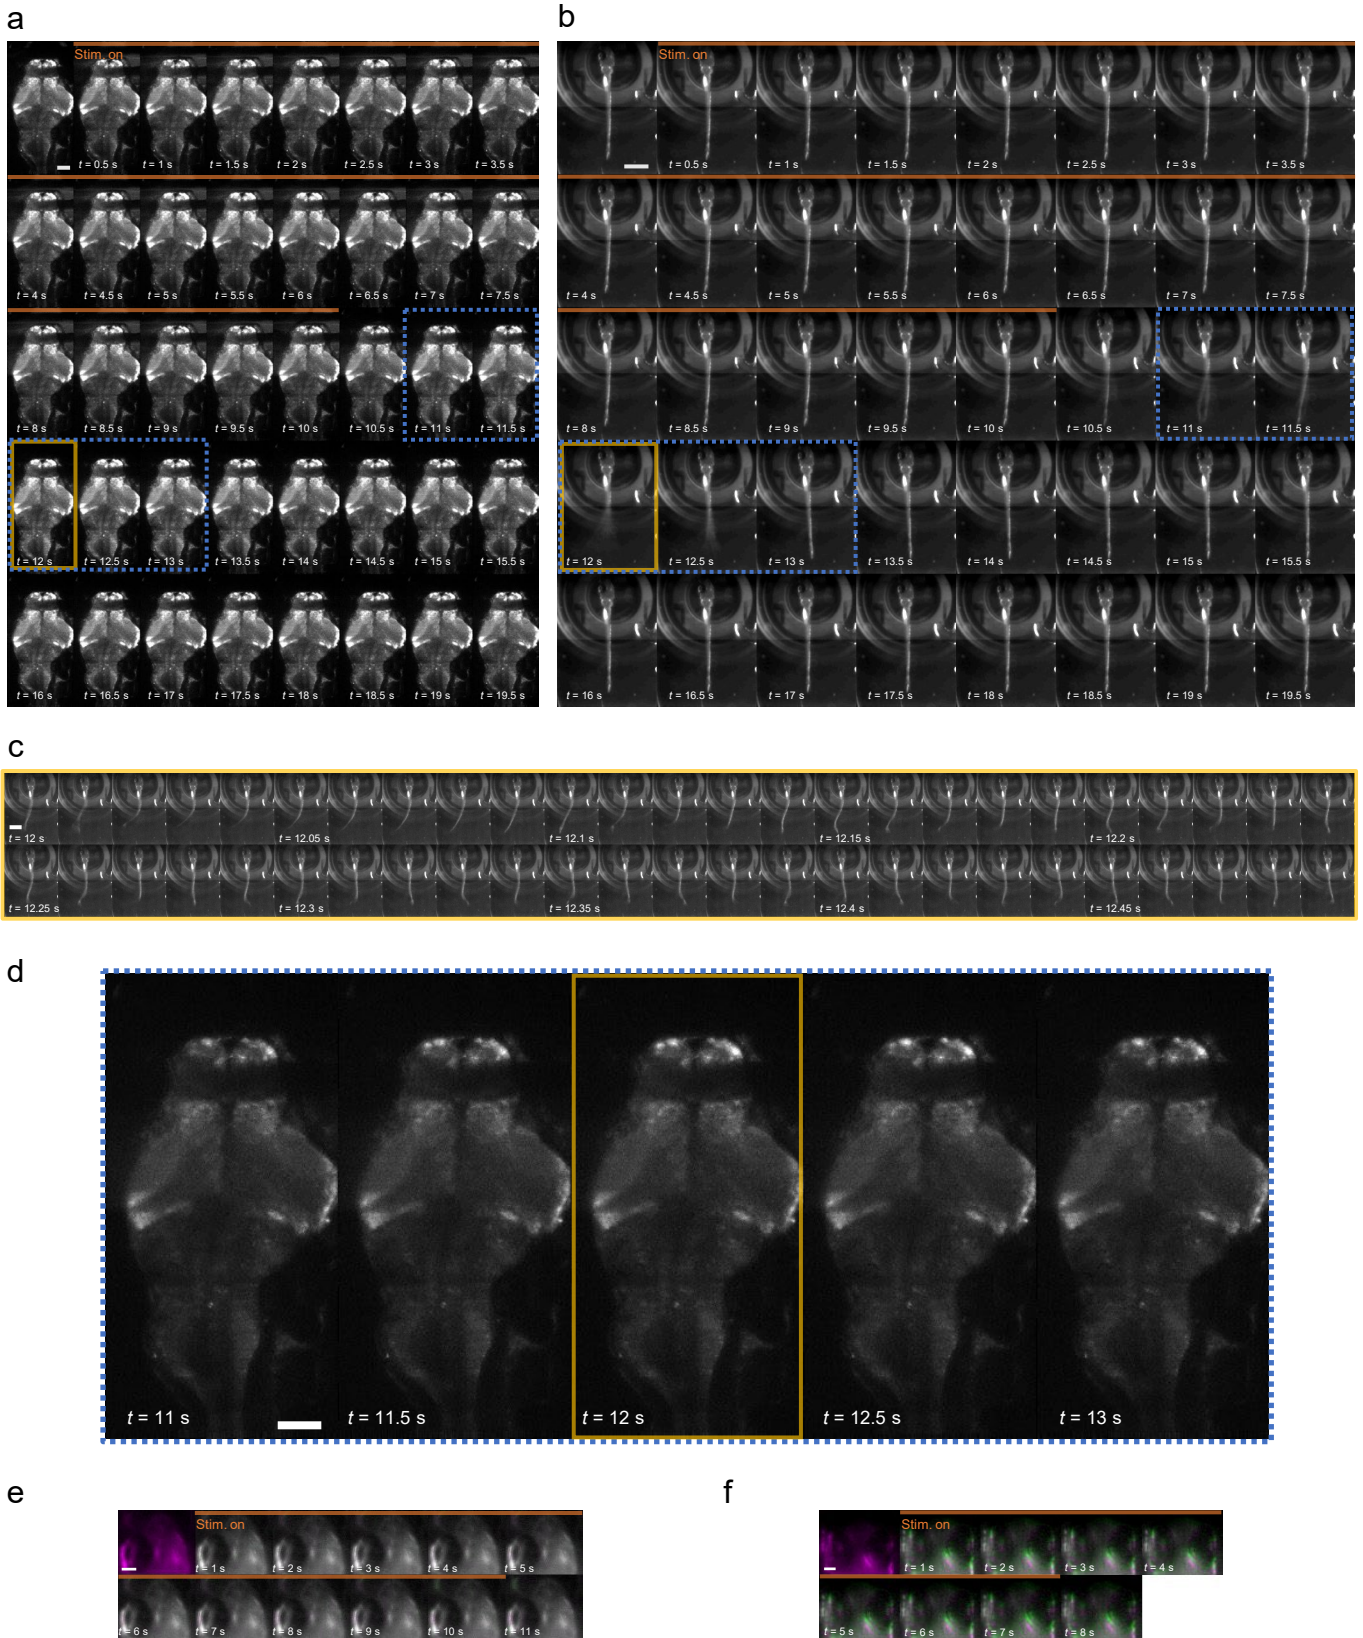 a
Stim. on
t = 0.5 s t = 1 s t = 1.5 s t = 2 s t = 2.5 s t = 3 s t = 3.5 s
t = 4 s t = 4.5 s t = 5 s t = 5.5 s t = 6 s t = 6.5 s t = 7 s t = 7.5 s
t = 8 s t = 8.5 s t = 9 s t = 9.5 s t = 10 s t = 10.5 s t = 11 s t = 11.5 s
t = 12 s t = 12.5 s t = 13 s t = 13.5 s t = 14 s t = 14.5 s t = 15 s t = 15.5 s
t = 16 s t = 16.5 s t = 17 s t = 17.5 s t = 18 s t = 18.5 s t = 19 s t = 19.5 s
b
Stim. on
t = 0.5 s t = 1 s t = 1.5 s t = 2 s t = 2.5 s t = 3 s t = 3.5 s
t = 4 s t = 4.5 s t = 5 s t = 5.5 s t = 6 s t = 6.5 s t = 7 s t = 7.5 s
t = 8 s t = 8.5 s t = 9 s t = 9.5 s t = 10 s t = 10.5 s t = 11 s t = 11.5 s
t = 12 s t = 12.5 s t = 13 s t = 13.5 s t = 14 s t = 14.5 s t = 15 s t = 15.5 s
t = 16 s t = 16.5 s t = 17 s t = 17.5 s t = 18 s t = 18.5 s t = 19 s t = 19.5 s
c
t = 12 s t = 12.05 s t = 12.1 s t = 12.15 s t = 12.2 s
t = 12.25 s t = 12.3 s t = 12.35 s t = 12.4 s t = 12.45 s
d
t = 11 s t = 11.5 s t = 12 s t = 12.5 s t = 13 s
e
Stim. on
t = 1 s t = 2 s t = 3 s t = 4 s t = 5 s
t = 6 s t = 7 s t = 8 s t = 9 s t = 10 s t = 11 s
f
Stim. on
t = 1 s t = 2 s t = 3 s t = 4 s
t = 5 s t = 6 s t = 7 s t = 8 s